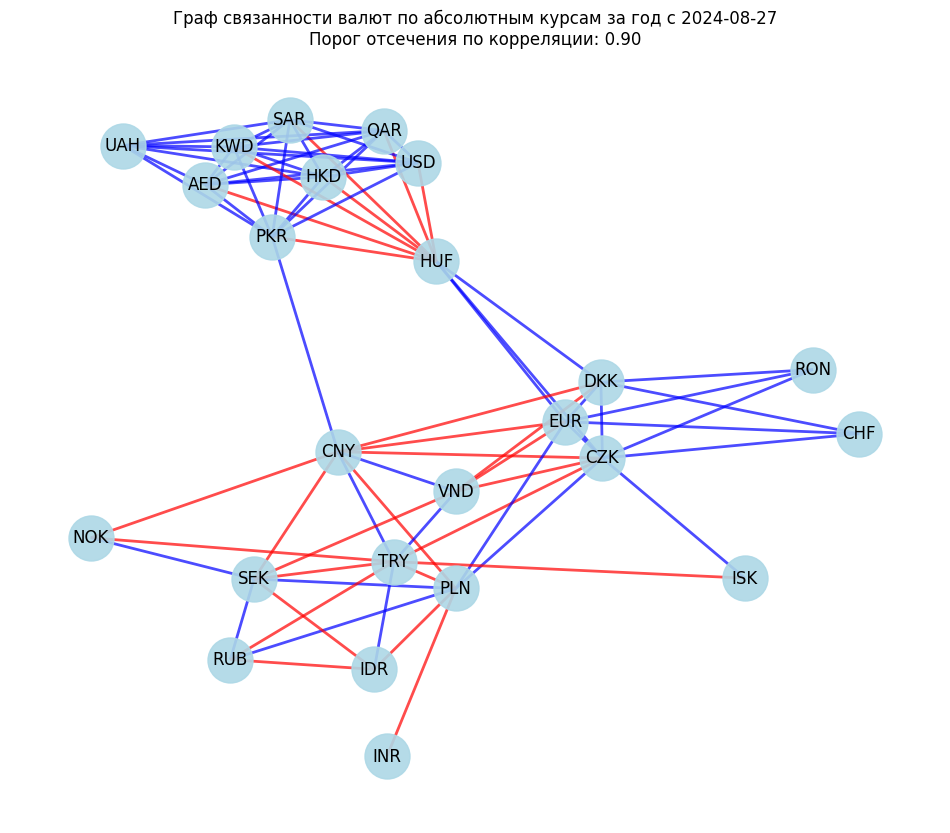 Граф связанности валют по абсолютным курсам за год с 2024-08-27
Порог отсечения по корреляции: 0.90
SAR
QAR
UAH
KWD
USD
HKD
AED
PKR
HUF
RON
DKK
EUR
CHF
CNY
CZK
VND
NOK
TRY
SEK
ISK
PLN
RUB
IDR
INR